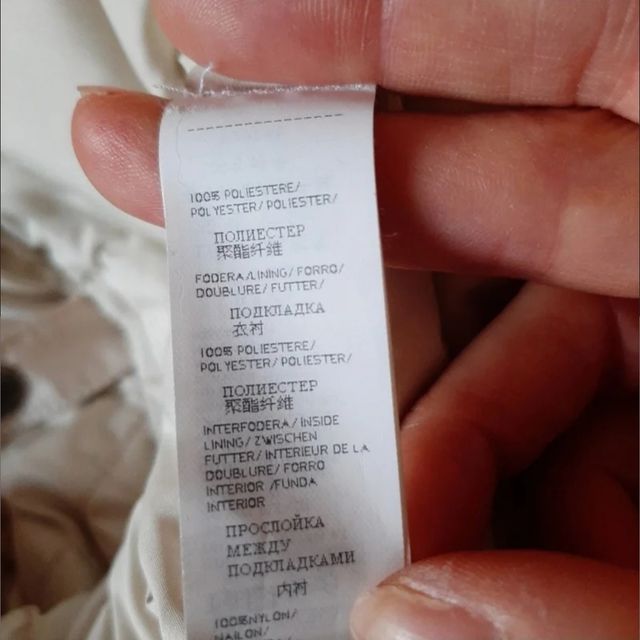 100% POLIESTERE/
POLYESTER/ POLIESTER/
ПОЛИЕСТЕР
聚酯纤维
FODERA/LINING/ FORRO/
DOUBLURE/ FUTTER/
ПОДКЛАДКА
衣衬
100% POLIESTERE/
POLYESTER/ POLIESTER/
ПОЛИЕСТЕР
聚酯纤维
INTERFODERA/ INSIDE
LINING/ ZWISCHEN
FUTTER/ INTERIEUR DE LA
DOUBLURE/ FORRO
INTERIOR /FUNDA
INTERIOR
ПРОСЛОЙКА
МЕЖДУ
ПОДКЛАДКАМИ
内衬
100%NYLON/
NAILON/